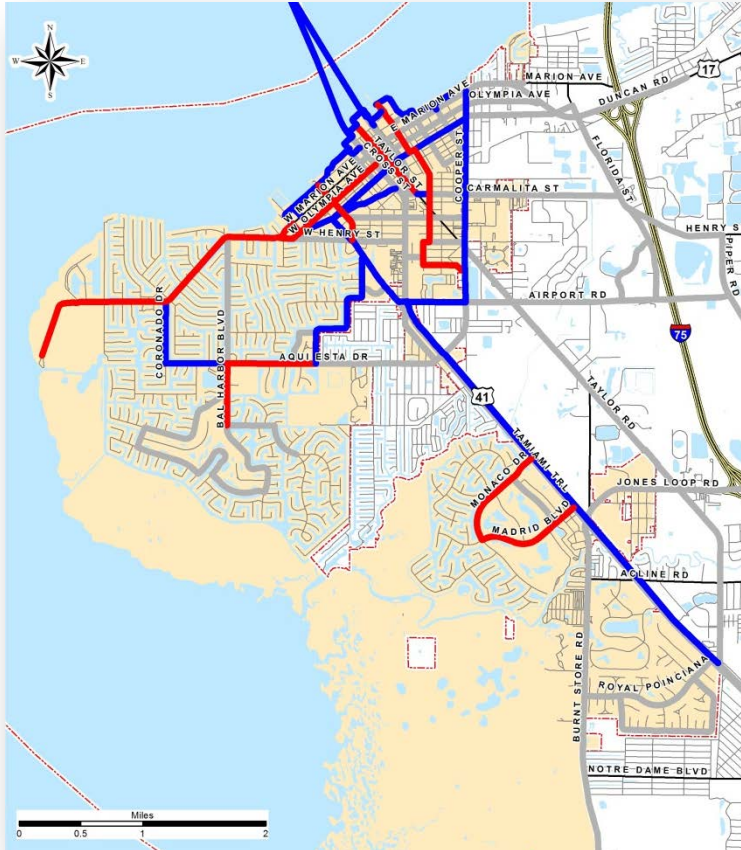 N
W E
S
MARION AVE
17
OLYMPIA AVE
DUNCAN RD
E MARION AVE
TAYLOR ST
CROSS ST
COOPER ST
FLORIDA ST
W MARION AVE
W OLYMPIA AVE
CARMALITA ST
W HENRY ST
HENRY S
PIPER RD
AIRPORT RD
CORONADO DR
BAL HARBOR BLVD
75
AQUI ESTA DR
41
TAYLOR RD
TAMIAMI TRL
MONACO DR
JONES LOOP RD
MADRID BLVD
ACLINE RD
BURNT STORE RD
ROYAL POINCIANA
NOTRE DAME BLVD
Miles
0 0.5 1 2